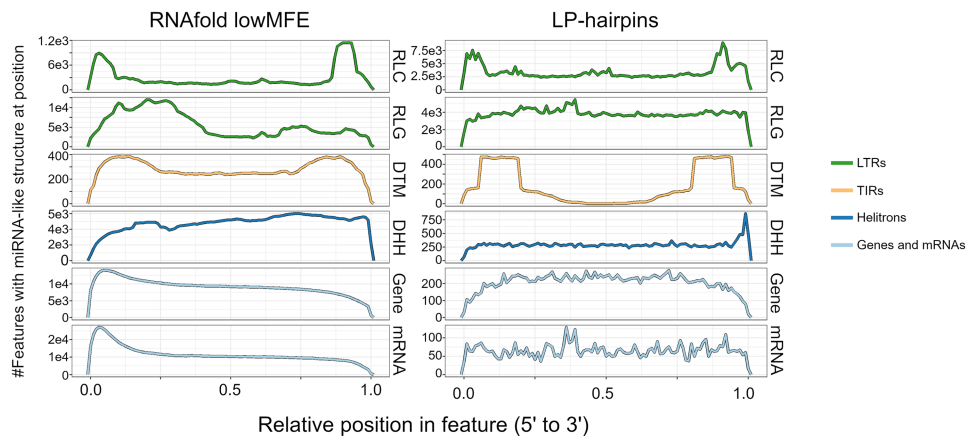 RNAfold lowMFE
LP-hairpins
#Features with miRNA-like structure at position
1.2e3
6e3
0
RLC
7.5e3
5e3
2.5e3
0
RLC
1e4
5e3
0
RLG
4e3
2e3
0
RLG
400
200
0
DTM
400
200
0
DTM
5e3
4e3
2e3
0
DHH
750
500
250
0
DHH
1e4
5e3
0
Gene
200
100
0
Gene
2e4
1e4
0
mRNA
100
50
0
mRNA
0.0
0.5
1.0
0.0
0.5
1.0
Relative position in feature (5' to 3')
LTRs
TIRs
Helitrons
Genes and mRNAs